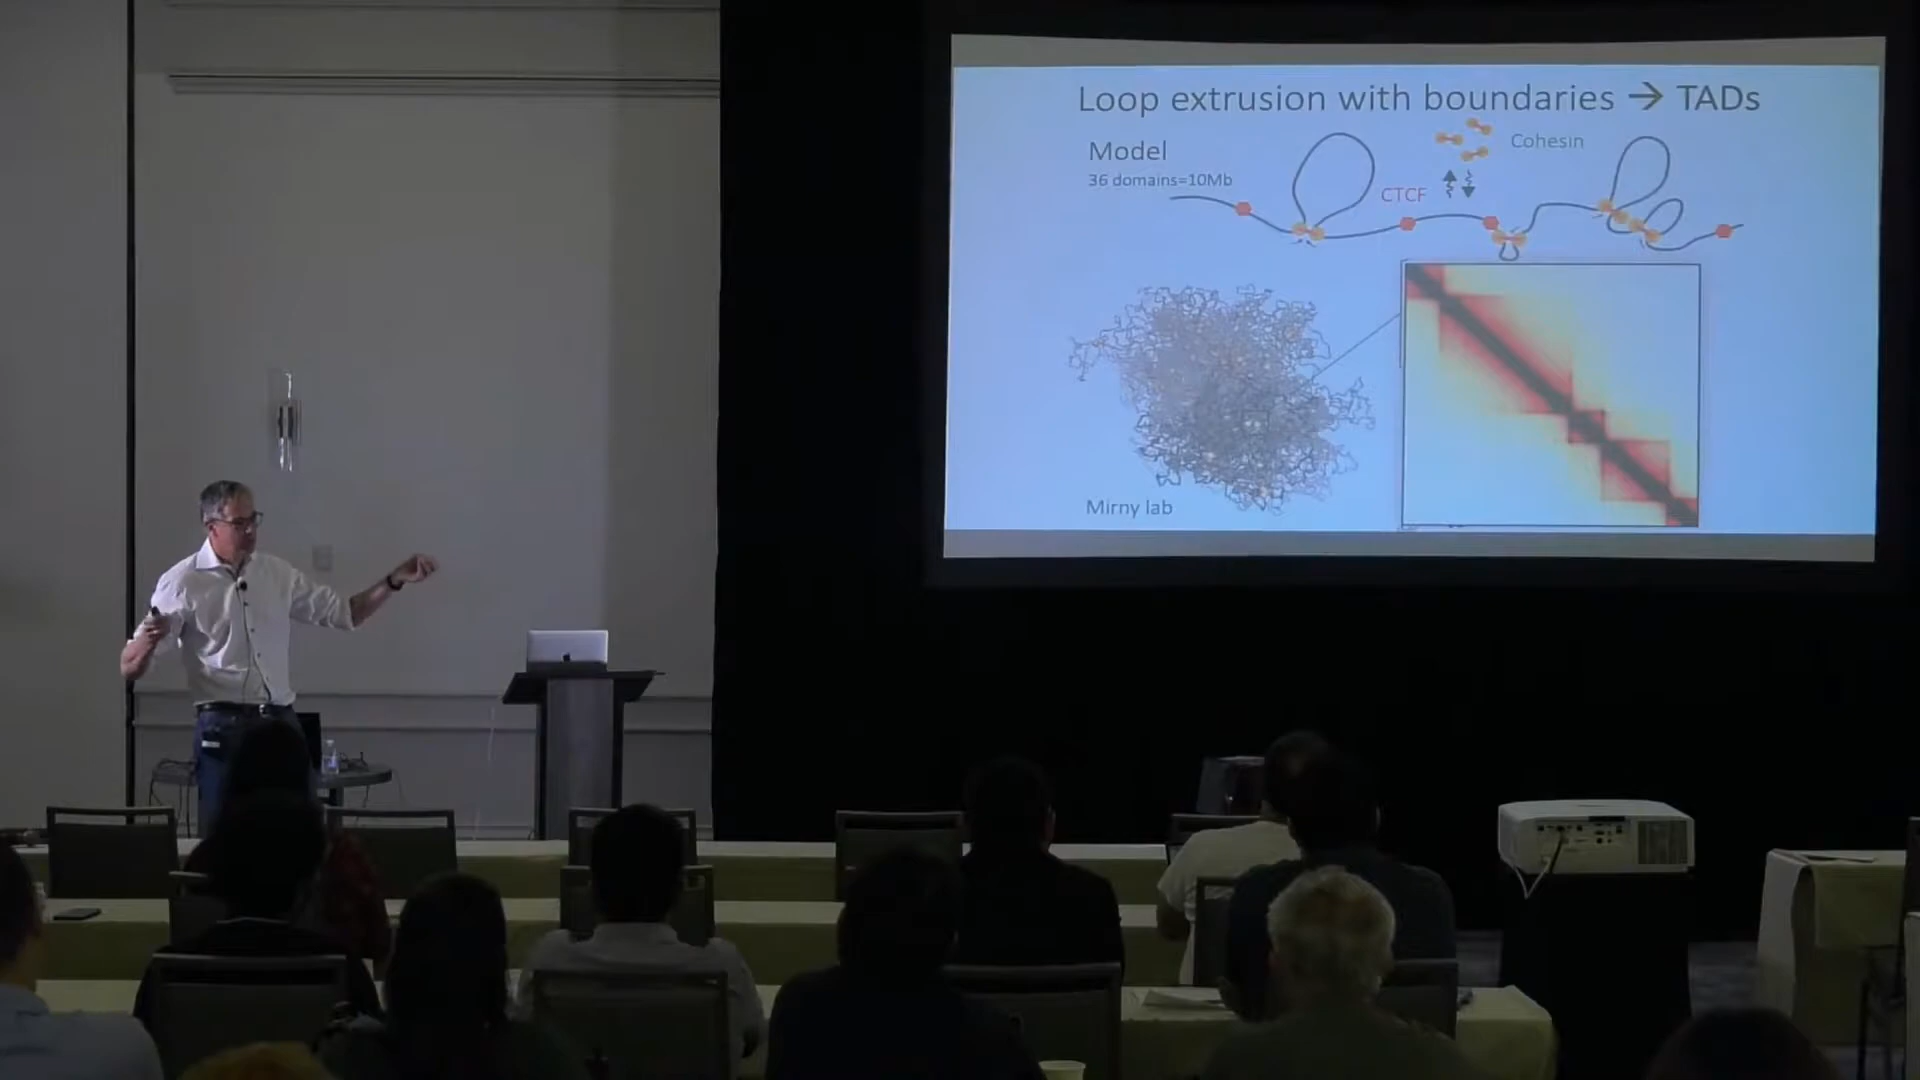 Loop extrusion with boundaries → TADs
Model
36 domains=10Mb
Cohesin
CTCF
Mirny lab